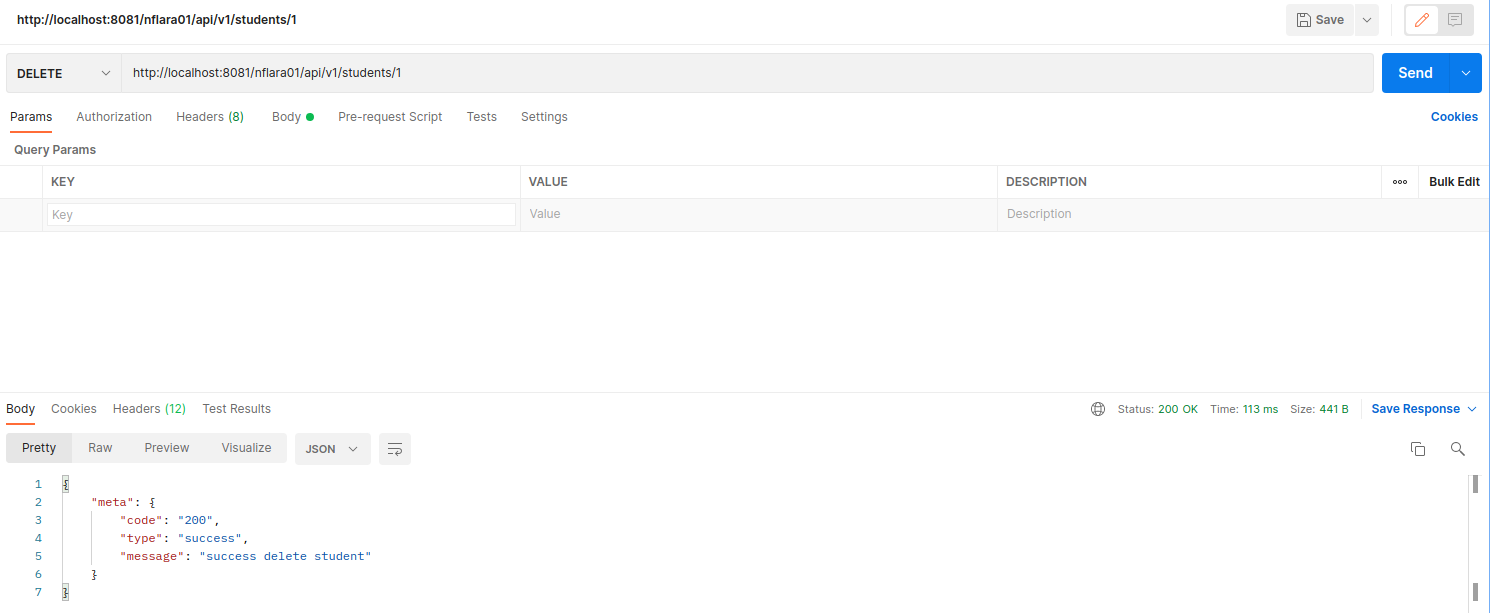 http://localhost:8081/nflara01/api/v1/students/1 Save
DELETE http://localhost:8081/nflara01/api/v1/students/1 Send
Params Authorization Headers (8) Body Pre-request Script Tests Settings Cookies
Query Params
KEY VALUE DESCRIPTION ooo Bulk Edit
Key Value Description
Body Cookies Headers (12) Test Results Status: 200 OK Time: 113 ms Size: 441 B Save Response
Pretty Raw Preview Visualize JSON
1 {
2 "meta": {
3 "code": "200",
4 "type": "success",
5 "message": "success delete student"
6 }
7 }